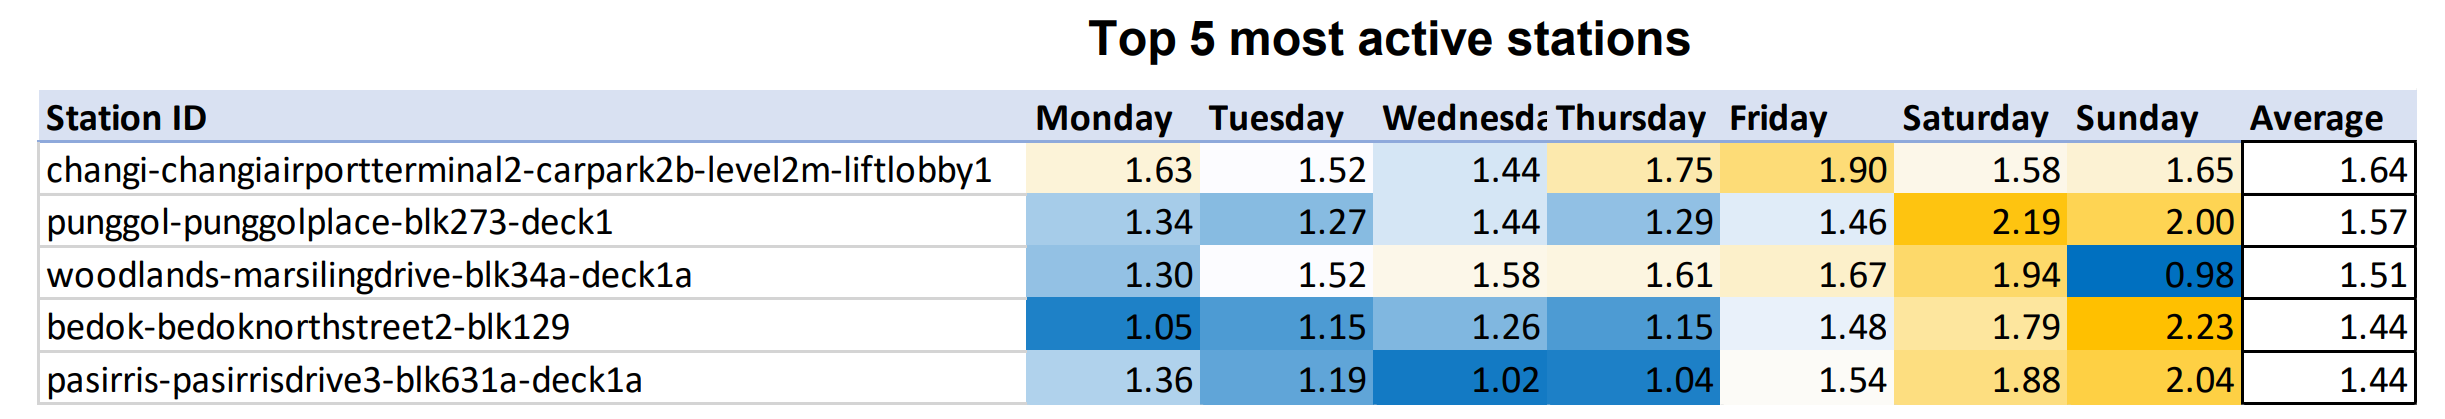 Top 5 most active stations
Station ID Monday Tuesday Wednesda Thursday Friday Saturday Sunday Average
changi-changiairportterminal2-carpark2b-level2m-liftlobby1 1.63 1.52 1.44 1.75 1.90 1.58 1.65 1.64
punggol-punggolplace-blk273-deck1 1.34 1.27 1.44 1.29 1.46 2.19 2.00 1.57
woodlands-marsilingdrive-blk34a-deck1a 1.30 1.52 1.58 1.61 1.67 1.94 0.98 1.51
bedok-bedoknorthstreet2-blk129 1.05 1.15 1.26 1.15 1.48 1.79 2.23 1.44
pasirris-pasirrisdrive3-blk631a-deck1a 1.36 1.19 1.02 1.04 1.54 1.88 2.04 1.44